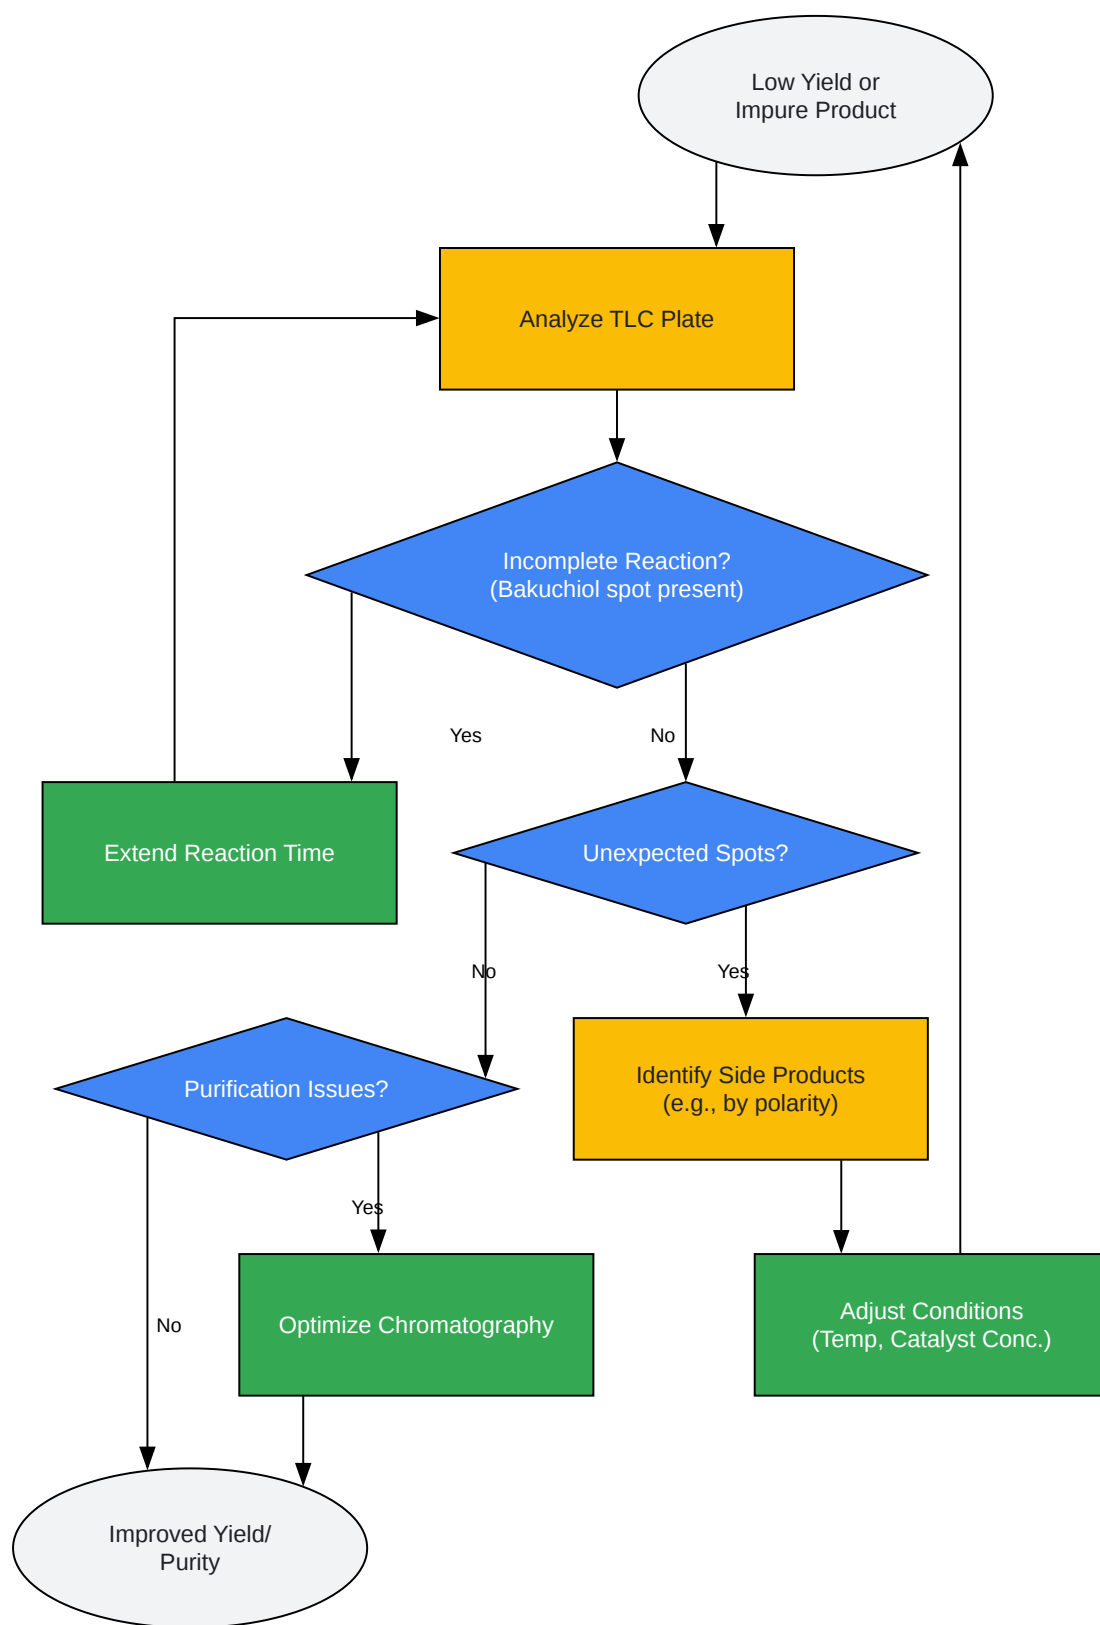 Low Yield or
Impure Product
Analyze TLC Plate
Incomplete Reaction?
(Bakuchiol spot present)
Yes
No
Extend Reaction Time
Unexpected Spots?
No
Yes
Purification Issues?
Identify Side Products
(e.g., by polarity)
Yes
No
Optimize Chromatography
Adjust Conditions
(Temp, Catalyst Conc.)
Improved Yield/
Purity